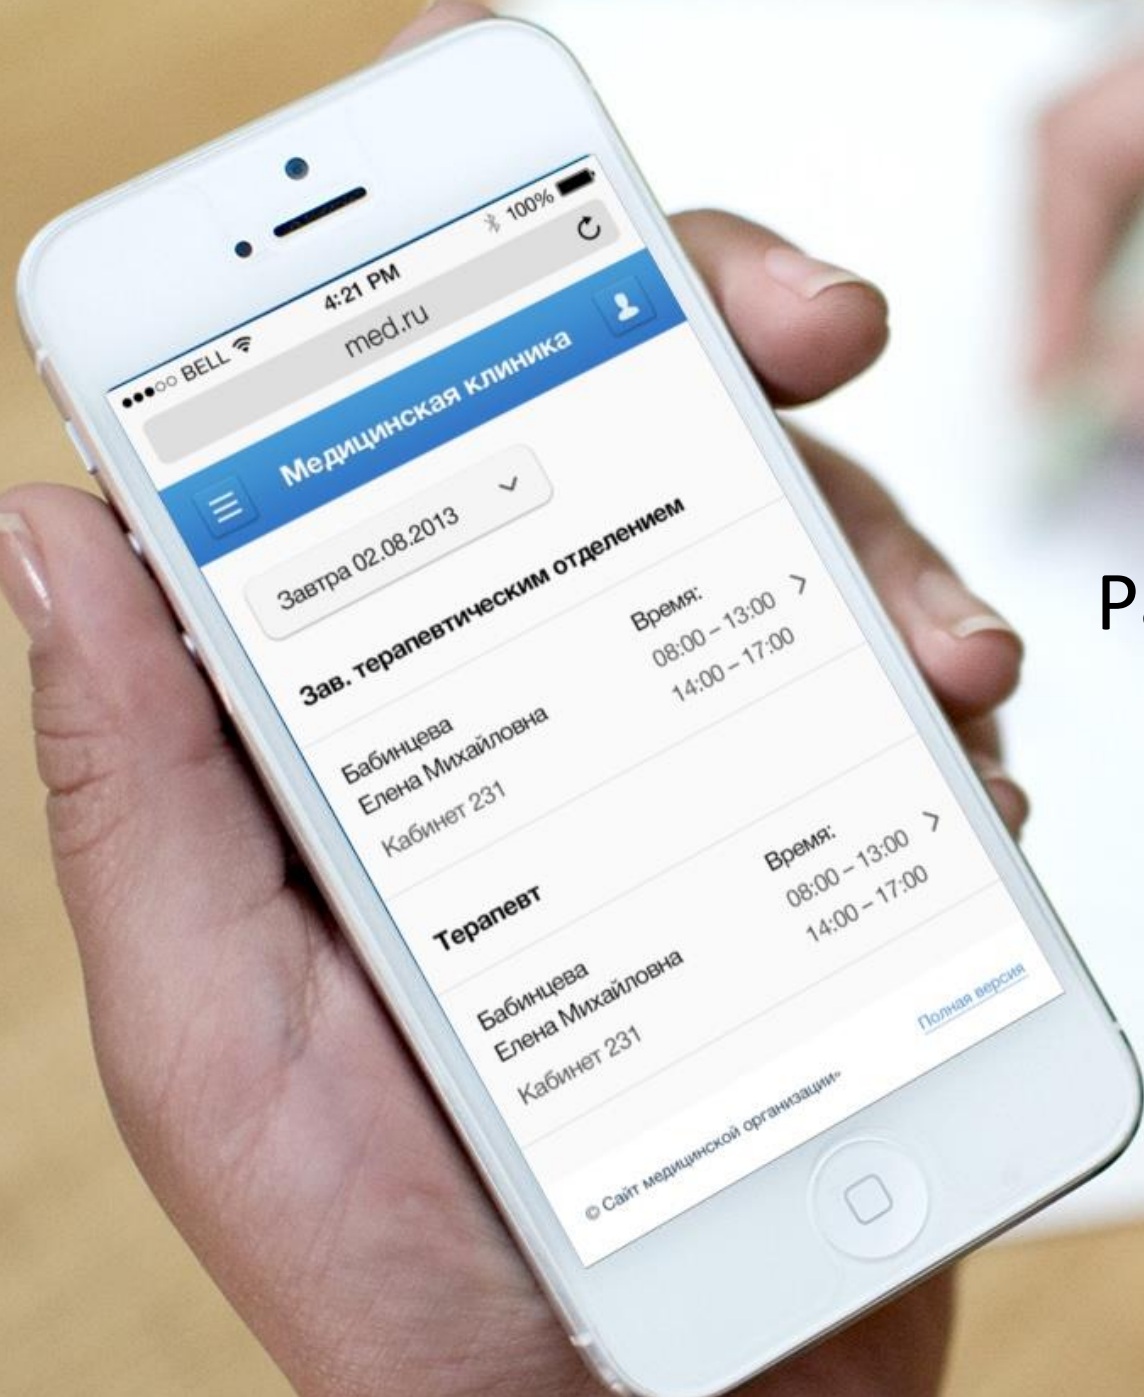 ●●●○○ BELL 4:21 PM 100%
med.ru
Медицинская клиника
Завтра 02.08.2013
Зав. терапевтическим отделением
Бабинцева
Елена Михайловна
Кабинет 231
Время:
08:00 – 13:00
14:00 – 17:00
Терапевт
Бабинцева
Елена Михайловна
Кабинет 231
Время:
08:00 – 13:00
14:00 – 17:00
Полная версия
© Сайт медицинской организации»